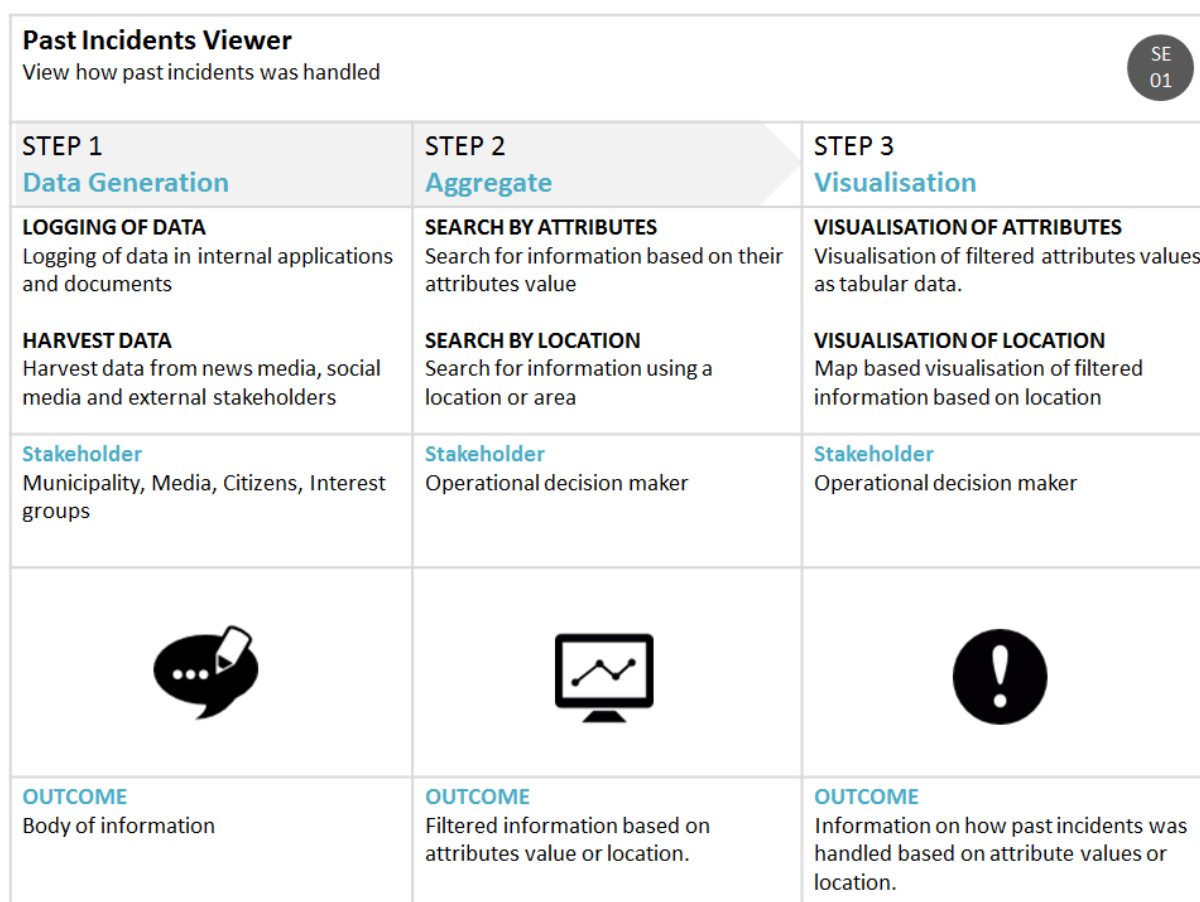 Past Incidents Viewer
View how past incidents was handled
SE
01
STEP 1
Data Generation
STEP 2
Aggregate
STEP 3
Visualisation
LOGGING OF DATA
Logging of data in internal applications
and documents
HARVEST DATA
Harvest data from news media, social
media and external stakeholders
SEARCH BY ATTRIBUTES
Search for information based on their
attributes value
SEARCH BY LOCATION
Search for information using a
location or area
VISUALISATION OF ATTRIBUTES
Visualisation of filtered attributes values
as tabular data.
VISUALISATION OF LOCATION
Map based visualisation of filtered
information based on location
Stakeholder
Municipality, Media, Citizens, Interest
groups
Stakeholder
Operational decision maker
Stakeholder
Operational decision maker
OUTCOME
Body of information
OUTCOME
Filtered information based on
attributes value or location.
OUTCOME
Information on how past incidents was
handled based on attribute values or
location.